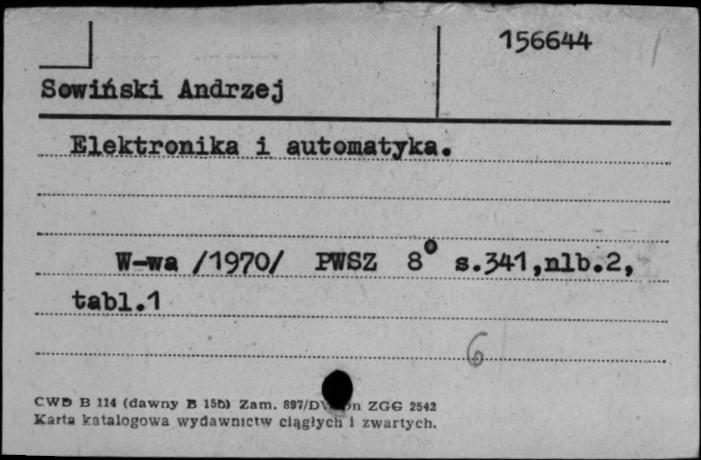 156644
Sowiński Andrzej
Elektronika i automatyka.
W-wa /1970/ PWSZ 8° s.341,nlb.2,
tabl.1
6
CWD B 114 (dawny B 15b) Zam. 897/ ZGG 2542
Karta katalogowa wydawnictw ciągłych i zwartych.